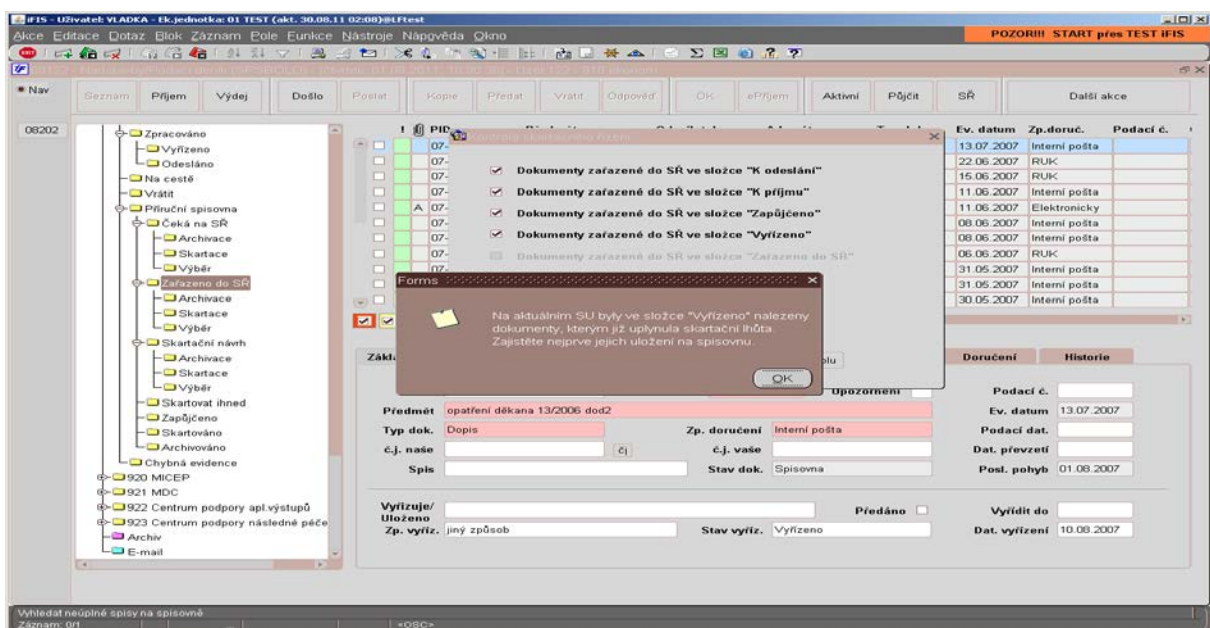 iFIS - Uživatel: VLADKA - Ek.jednotka: 01 TEST (akt. 30.08.11 02:08)@LFtest
Akce Editace Dotaz Blok Záznam Pole Funkce Nástroje Nápověda Okno
POZOR!!! START přes TEST iFIS
Nav
Seznam Příjem Výdej Došlo Poslat Kopie Předat Vrátit Odpověď OK ePříjem Aktivní Půjčit SŘ Další akce
08202
Zpracováno
Vyřízeno
Odesláno
Na cestě
Vrátit
Příruční spisovna
Čeká na SŘ
Archivace
Skartace
Výběr
Zařazeno do SŘ
Archivace
Skartace
Výběr
Skartační návrh
Archivace
Skartace
Výběr
Skartovat ihned
Zapůjčeno
Skartováno
Archivováno
Chybná evidence
920 MICEP
921 MDC
922 Centrum podpory apl.výstupů
923 Centrum podpory následné péče
Archiv
E-mail
! PID Ev. datum Zp.doruč. Podací č.
07- 13.07.2007 Interní pošta
07- 22.06.2007 RUK
07- 15.06.2007 RUK
07- 11.06.2007 Interní pošta
A 07- 11.06.2007 Elektronicky
07- 08.06.2007 Interní pošta
07- 08.06.2007 Interní pošta
07- 06.06.2007 RUK
07- 31.05.2007 Interní pošta
31.05.2007 Interní pošta
30.05.2007 Interní pošta
Kontrola skartačního řízení
Dokumenty zařazené do SŘ ve složce "K odeslání"
Dokumenty zařazené do SŘ ve složce "K příjmu"
Dokumenty zařazené do SŘ ve složce "Zapůjčeno"
Dokumenty zařazené do SŘ ve složce "Vyřízeno"
Dokumenty zařazené do SŘ ve složce "Zařazeno do SŘ"
Forms
Na aktuálním SU byly ve složce "Vyřízeno" nalezeny
dokumenty, kterým již uplynula skartační lhůta.
Zajistěte nejprve jejich uložení na spisovnu.
OK
Zákl olu Doručení Historie
Upozornění Podací č.
Předmět opatření děkana 13/2006 dod2 Ev. datum 13.07.2007
Typ dok. Dopis Zp. doručení Interní pošta Podací dat.
č.j. naše čj č.j. vaše Dat. převzetí
Spis Stav dok. Spisovna Posl. pohyb 01.08.2007
Vyřizuje/
Uloženo
Předáno Vyřídit do
Zp. vyříz. jiný způsob Stav vyříz. Vyřízeno Dat. vyřízení 10.08.2007
Vyhledat neúplné spisy na spisovně
Záznam: 0/1 <OSC>